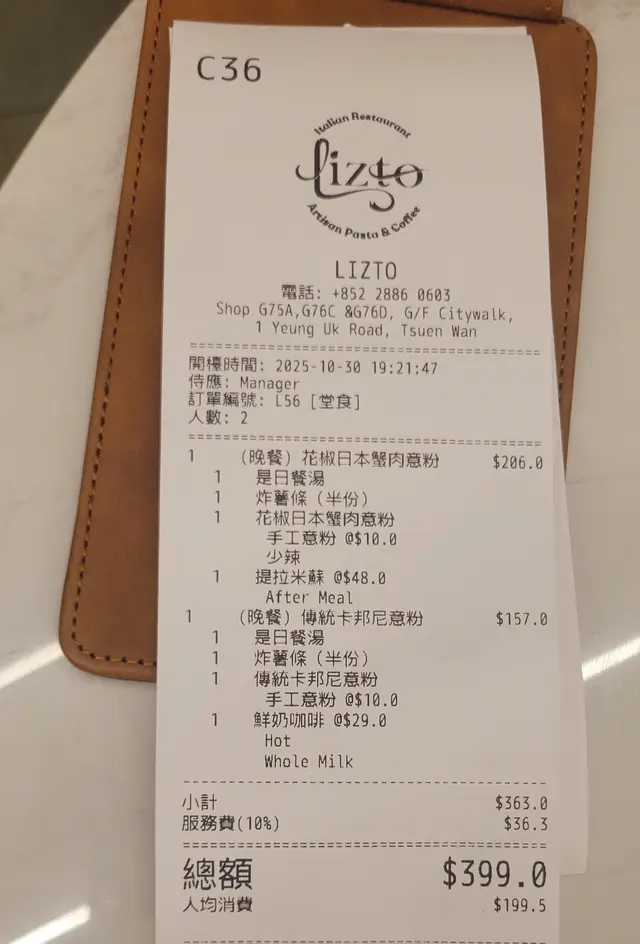 C36
Italian Restaurant
Lizto
Artisan Pasta & Coffee
LIZTO
電話: +852 2886 0603
Shop G75A,G76C &G76D, G/F Citywalk,
1 Yeung Uk Road, Tsuen Wan
開檯時間: 2025-10-30 19:21:47
侍應: Manager
訂單編號: L56 [堂食]
人數: 2
1 (晚餐) 花椒日本蟹肉意粉 $206.0
1 是日餐湯
1 炸薯條 (半份)
1 花椒日本蟹肉意粉
手工意粉 @$10.0
少辣
1 提拉米蘇 @$48.0
After Meal
1 (晚餐) 傳統卡邦尼意粉 $157.0
1 是日餐湯
1 炸薯條 (半份)
1 傳統卡邦尼意粉
手工意粉 @$10.0
1 鮮奶咖啡 @$29.0
Hot
Whole Milk
小計 $363.0
服務費(10%) $36.3
總額 $399.0
人均消費 $199.5